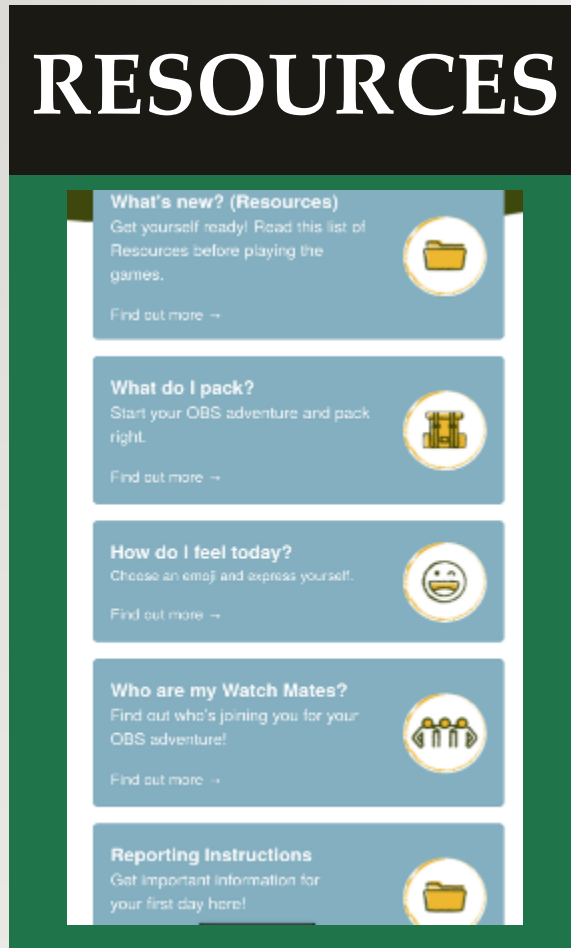 RESOURCES
What's new? (Resources)
Get yourself ready! Read this list of
Resources before playing the
games.
Find out more →
What do I pack?
Start your OBS adventure and pack
right.
Find out more →
How do I feel today?
Choose an emoji and express yourself.
Find out more →
Who are my Watch Mates?
Find out who's joining you for your
OBS adventure!
Find out more →
Reporting Instructions
Get important information for
your first day here!